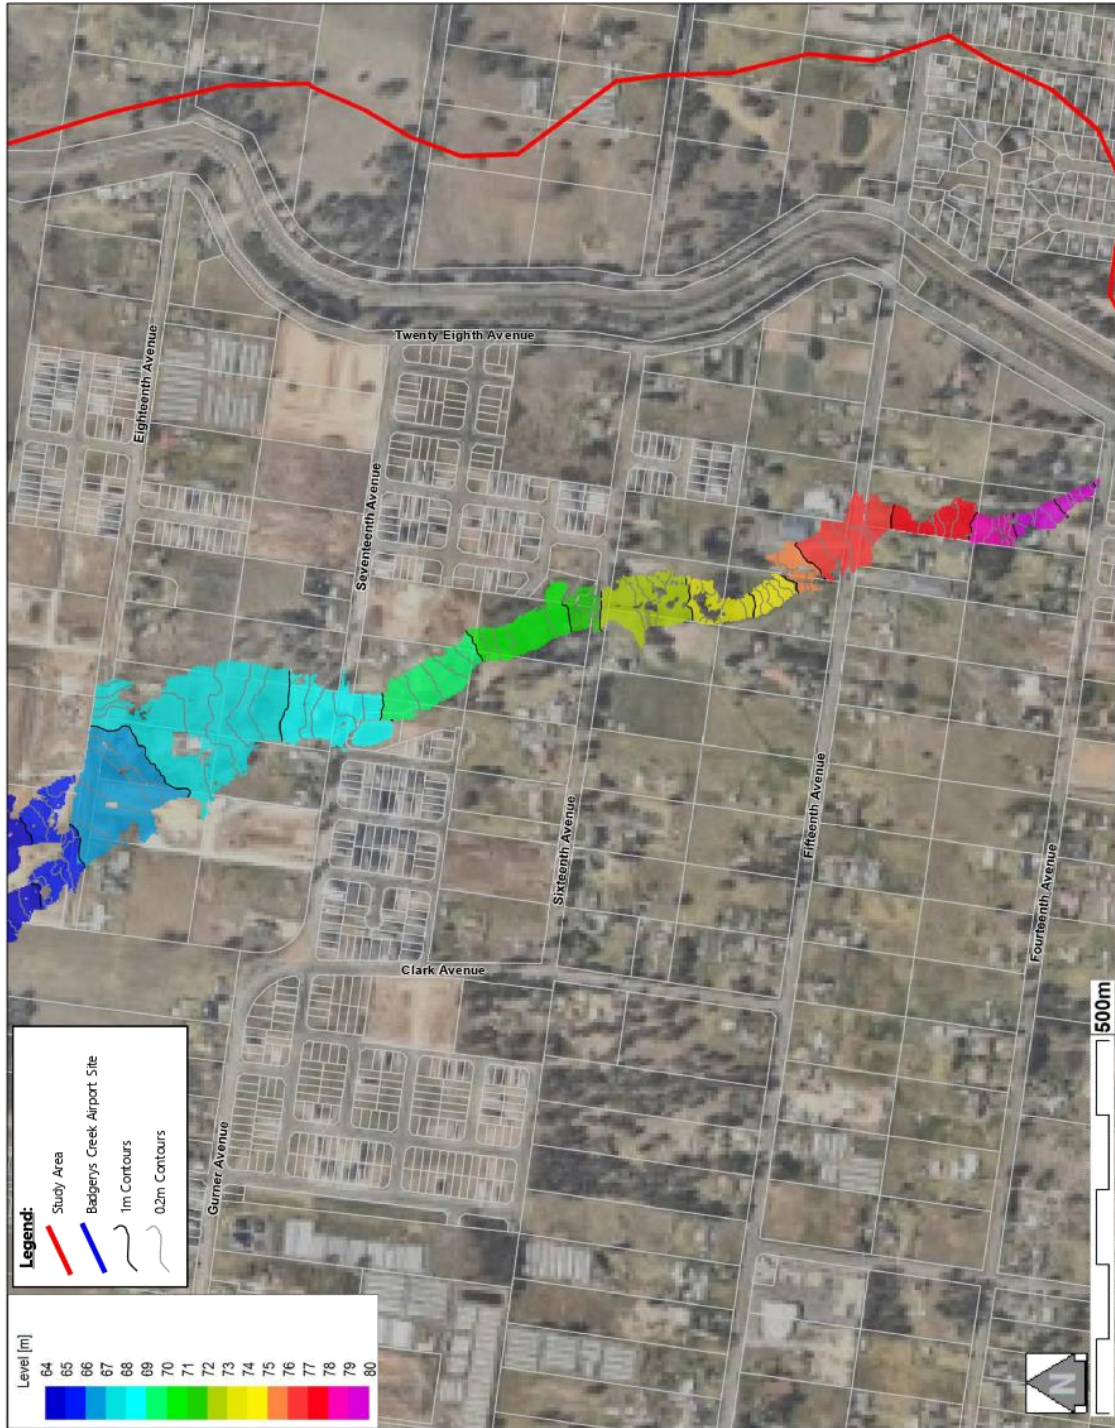 Legend:
Study Area
Badgerys Creek Airport Site
1m Contours
0.2m Contours
Level [m]
64
65
66
67
68
69
70
71
72
73
74
75
76
77
78
79
80
Eighteenth Avenue
Twenty Eighth Avenue
Seventeenth Avenue
Sixteenth Avenue
Fifteenth Avenue
Fourteenth Avenue
Clark Avenue
Gurner Avenue
500m
N